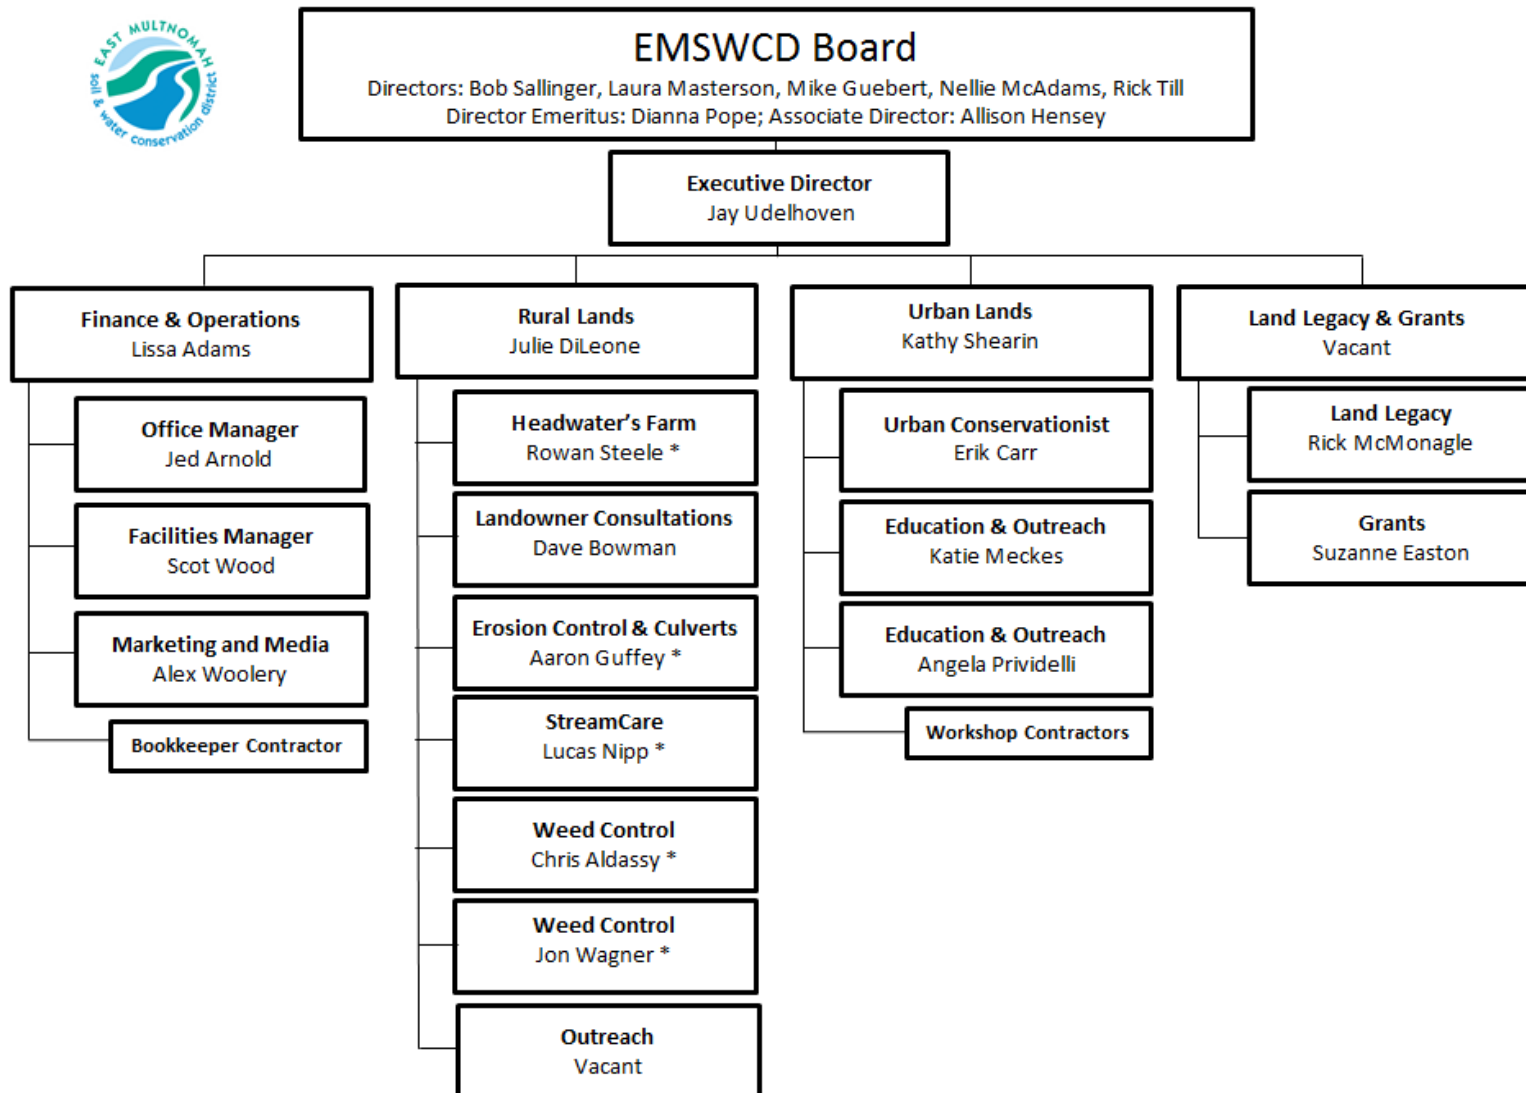 EAST MULTNOMAH
soil & water conservation district
EMSWCD Board
Directors: Bob Sallinger, Laura Masterson, Mike Guebert, Nellie McAdams, Rick Till
Director Emeritus: Dianna Pope; Associate Director: Allison Hensey
Executive Director
Jay Udelhoven
Finance & Operations
Lissa Adams
Office Manager
Jed Arnold
Facilities Manager
Scot Wood
Marketing and Media
Alex Woolery
Bookkeeper Contractor
Rural Lands
Julie DiLeone
Headwater's Farm
Rowan Steele *
Landowner Consultations
Dave Bowman
Erosion Control & Culverts
Aaron Guffey *
StreamCare
Lucas Nipp *
Weed Control
Chris Aldassy *
Weed Control
Jon Wagner *
Outreach
Vacant
Urban Lands
Kathy Shearin
Urban Conservationist
Erik Carr
Education & Outreach
Katie Meckes
Education & Outreach
Angela Prividelli
Workshop Contractors
Land Legacy & Grants
Vacant
Land Legacy
Rick McMonagle
Grants
Suzanne Easton